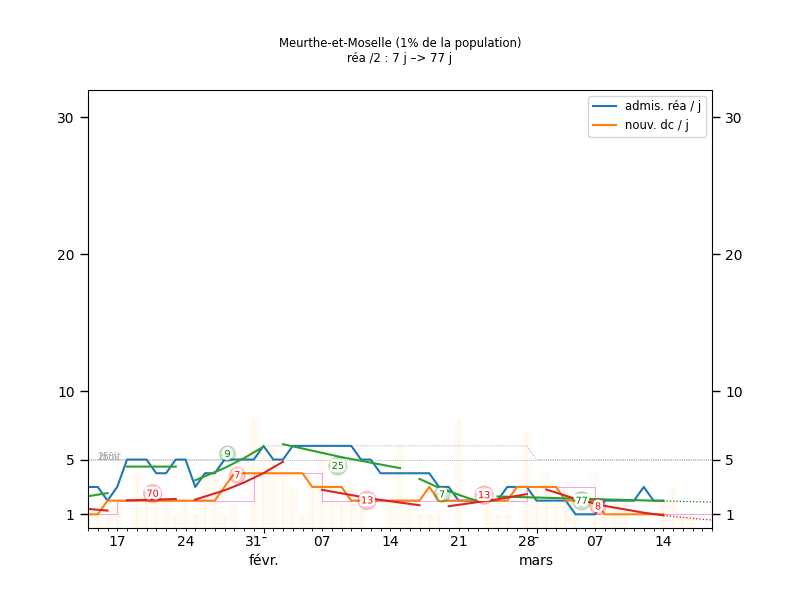 Meurthe-et-Moselle (1% de la population)
réa /2 : 7 j –> 77 j
admis. réa / j
nouv. dc / j
30 30
20 20
10 10
5 5
1 1
9
7
70
25
13
7
13
77
8
17 24 31 07 14 21 28 07 14
févr. mars